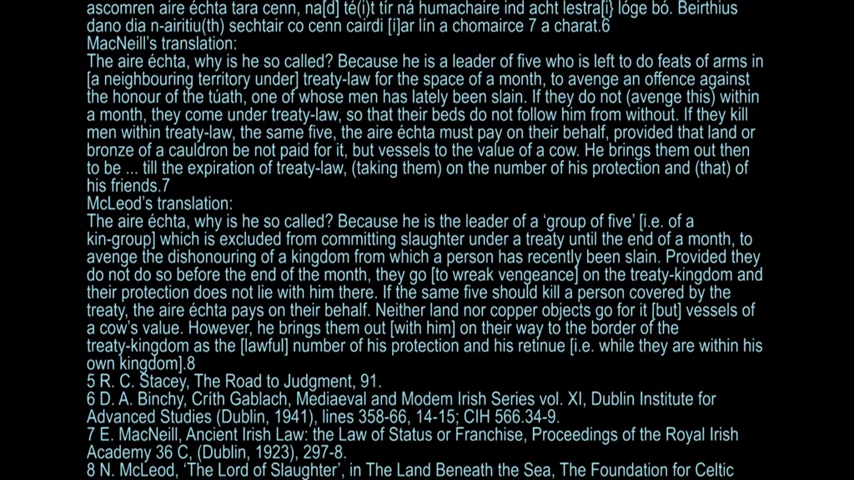 ascomren aire échta tara cenn, na[d] té(i)t tír ná humachaire ind acht lestra[i} lóge bó. Beirthius
dano dia n-airitiu(th) sechtair co cenn cairdi [i]ar lín a chomairce 7 a charat.6
MacNeill's translation:
The aire échta, why is he so called? Because he is a leader of five who is left to do feats of arms in
[a neighbouring territory under] treaty-law for the space of a month, to avenge an offence against
the honour of the túath, one of whose men has lately been slain. If they do not (avenge this) within
a month, they come under treaty-law, so that their beds do not follow him from without. If they kill
men within treaty-law, the same five, the aire échta must pay on their behalf, provided that land or
bronze of a cauldron be not paid for it, but vessels to the value of a cow. He brings them out then
to be ... till the expiration of treaty-law, (taking them) on the number of his protection and (that) of
his friends.7
McLeod's translation:
The aire échta, why is he so called? Because he is the leader of a ‘group of five’ [i.e. of a
kin-group] which is excluded from committing slaughter under a treaty until the end of a month, to
avenge the dishonouring of a kingdom from which a person has recently been slain. Provided they
do not do so before the end of the month, they go [to wreak vengeance] on the treaty-kingdom and
their protection does not lie with him there. If the same five should kill a person covered by the
treaty, the aire échta pays on their behalf. Neither land nor copper objects go for it [but] vessels of
a cow's value. However, he brings them out [with him] on their way to the border of the
treaty-kingdom as the [lawful] number of his protection and his retinue [i.e. while they are within his
own kingdom].8
5 R. C. Stacey, The Road to Judgment, 91.
6 D. A. Binchy, Críth Gablach, Mediaeval and Modem Irish Series vol. XI, Dublin Institute for
Advanced Studies (Dublin, 1941), lines 358-66, 14-15; CIH 566.34-9.
7 E. MacNeill, Ancient Irish Law: the Law of Status or Franchise, Proceedings of the Royal Irish
Academy 36 C, (Dublin, 1923), 297-8.
8 N. McLeod, ‘The Lord of Slaughter’, in The Land Beneath the Sea, The Foundation for Celtic